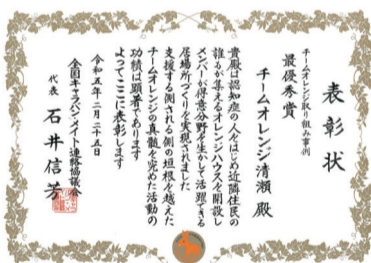 表彰状
チームオレンジ取り組み事例
最優秀賞
チームオレンジ清瀬 殿
貴殿は認知症の人をはじめ近隣住民の
誰もが集えるオレンジハウスを開設し
メンバーが得意分野を生かして活躍できる
居場所づくりを実現されました
支援する側される側の垣根を越えた
チームオレンジの真髄を究めた活動の
功績は顕著であります
よってここに表彰します
令和五年二月二十五日
全国キャラバン・メイト連絡協議会
代表 石井信芳